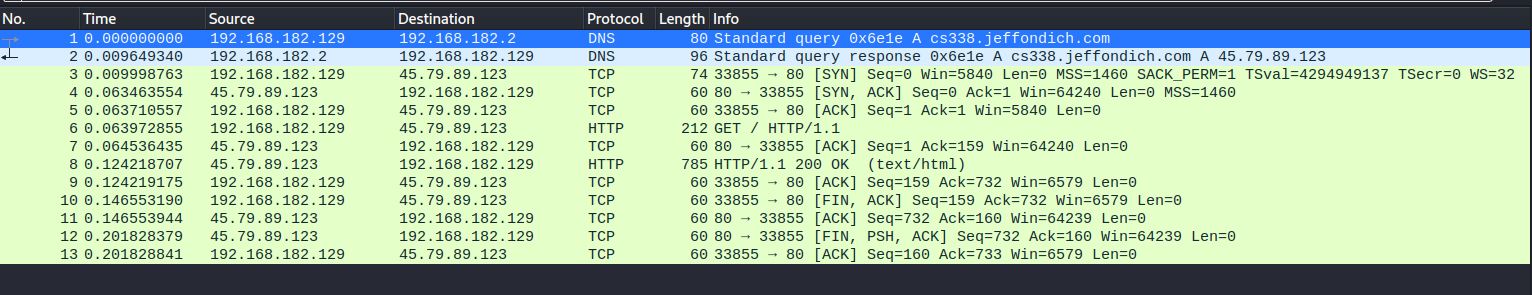 No. Time Source Destination Protocol Length Info
1 0.000000000 192.168.182.129 192.168.182.2 DNS 80 Standard query 0x6e1e A cs338.jeffondich.com
2 0.009649340 192.168.182.2 192.168.182.129 DNS 96 Standard query response 0x6e1e A cs338.jeffondich.com A 45.79.89.123
3 0.009998763 192.168.182.129 45.79.89.123 TCP 74 33855 → 80 [SYN] Seq=0 Win=5840 Len=0 MSS=1460 SACK_PERM=1 TSval=4294949137 TSecr=0 WS=32
4 0.063463554 45.79.89.123 192.168.182.129 TCP 60 80 → 33855 [SYN, ACK] Seq=0 Ack=1 Win=64240 Len=0 MSS=1460
5 0.063710557 192.168.182.129 45.79.89.123 TCP 60 33855 → 80 [ACK] Seq=1 Ack=1 Win=5840 Len=0
6 0.063972855 192.168.182.129 45.79.89.123 HTTP 212 GET / HTTP/1.1
7 0.064536435 45.79.89.123 192.168.182.129 TCP 60 80 → 33855 [ACK] Seq=1 Ack=159 Win=64240 Len=0
8 0.124218707 45.79.89.123 192.168.182.129 HTTP 785 HTTP/1.1 200 OK (text/html)
9 0.124219175 192.168.182.129 45.79.89.123 TCP 60 33855 → 80 [ACK] Seq=159 Ack=732 Win=6579 Len=0
10 0.146553190 192.168.182.129 45.79.89.123 TCP 60 33855 → 80 [FIN, ACK] Seq=159 Ack=732 Win=6579 Len=0
11 0.146553944 45.79.89.123 192.168.182.129 TCP 60 80 → 33855 [ACK] Seq=732 Ack=160 Win=64239 Len=0
12 0.201828379 45.79.89.123 192.168.182.129 TCP 60 80 → 33855 [FIN, PSH, ACK] Seq=732 Ack=160 Win=64239 Len=0
13 0.201828841 192.168.182.129 45.79.89.123 TCP 60 33855 → 80 [ACK] Seq=160 Ack=733 Win=6579 Len=0